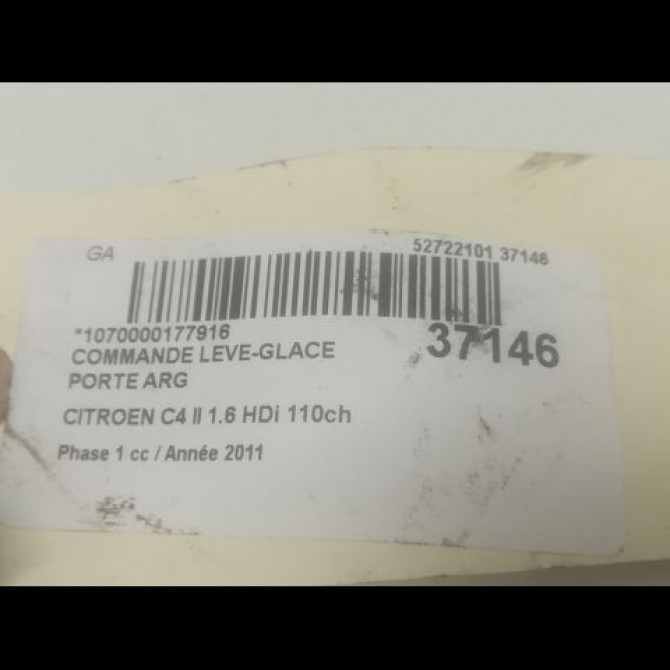 GA
52722101 37146
*1070000177916
37146
COMMANDE LEVE-GLACE
PORTE ARG
CITROEN C4 II 1.6 HDi 110ch
Phase 1 cc / Année 2011